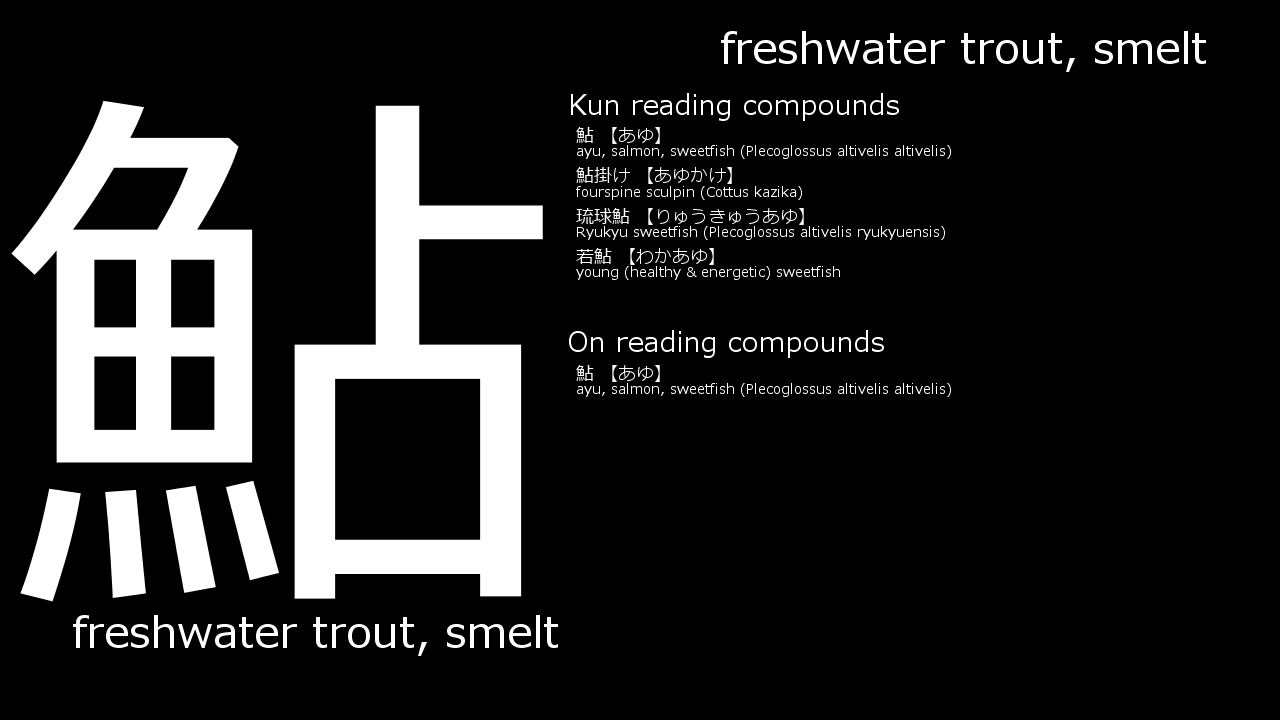 freshwater trout, smelt
鮎
Kun reading compounds
鮎 【あゆ】
ayu, salmon, sweetfish (Plecoglossus altivelis altivelis)
鮎掛け 【あゆかけ】
fourspine sculpin (Cottus kazika)
琉球鮎 【りゅうきゅうあゆ】
Ryukyu sweetfish (Plecoglossus altivelis ryukyuensis)
若鮎 【わかあゆ】
young (healthy & energetic) sweetfish
On reading compounds
鮎 【あゆ】
ayu, salmon, sweetfish (Plecoglossus altivelis altivelis)
freshwater trout, smelt